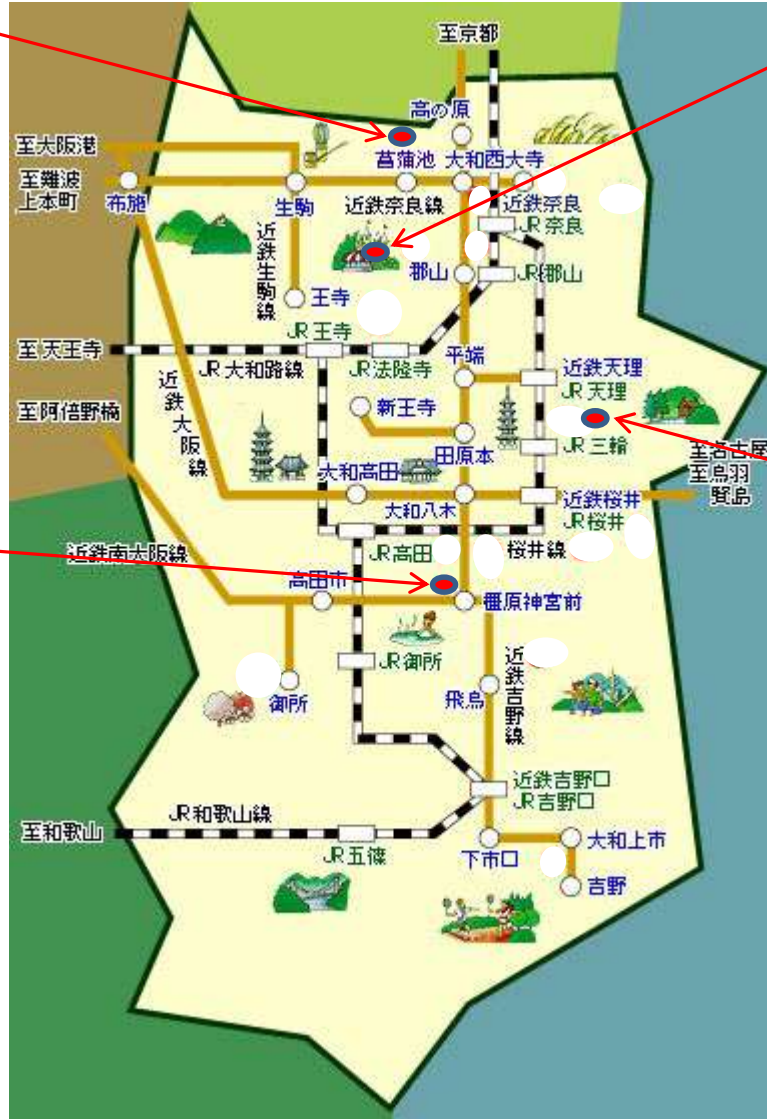 至京都
高の原
至大阪港
菖蒲池 大和西大寺
至難波
上本町
布施
生駒
近鉄奈良線
近鉄奈良
JR奈良
近鉄生駒線
郡山
JR郡山
王寺
JR王寺
至天王寺
JR大和路線
JR法隆寺
平端
近鉄天理
JR天理
近鉄大阪線
至阿倍野橋
新王寺
田原本
JR三輪
至名古屋
至鳥羽
賢島
大和高田
大和八木
近鉄桜井
JR桜井
JR高田
桜井線
近鉄南大阪線
高田市
橿原神宮前
JR御所
近鉄吉野線
御所
飛鳥
近鉄吉野口
JR吉野口
JR和歌山線
至和歌山
JR五篠
下市口
大和上市
吉野